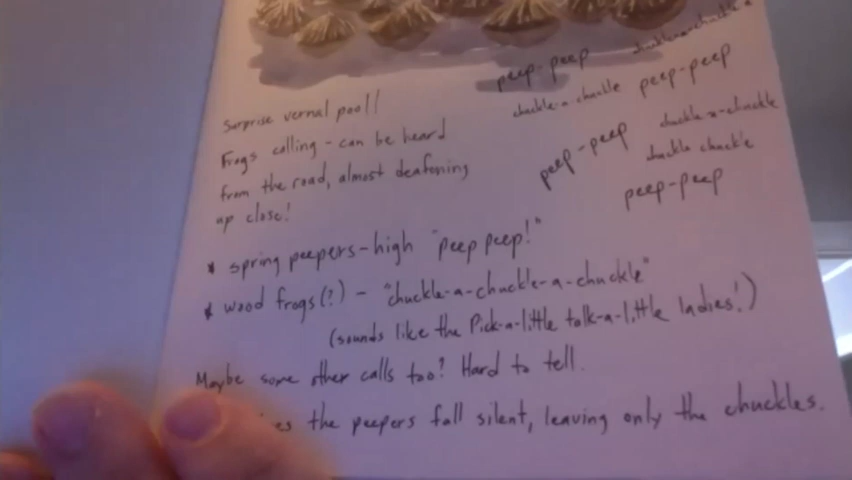 chuckle-a-chuckle-a
peep-peep
peep-peep
chuckle-a-chuckle
chuckle-a-chuckle
peep-peep
chuckle chuckle
peep-peep
Surprise vernal pool!
Frogs calling - can be heard
from the road, almost deafening
up close!
* spring peepers - high "peep peep!"
* wood frogs(?) - "chuckle-a-chuckle-a-chuckle"
(sounds like the Pick-a-little talk-a-little ladies!)
Maybe some other calls too? Hard to tell.
the peepers fall silent, leaving only the chuckles.